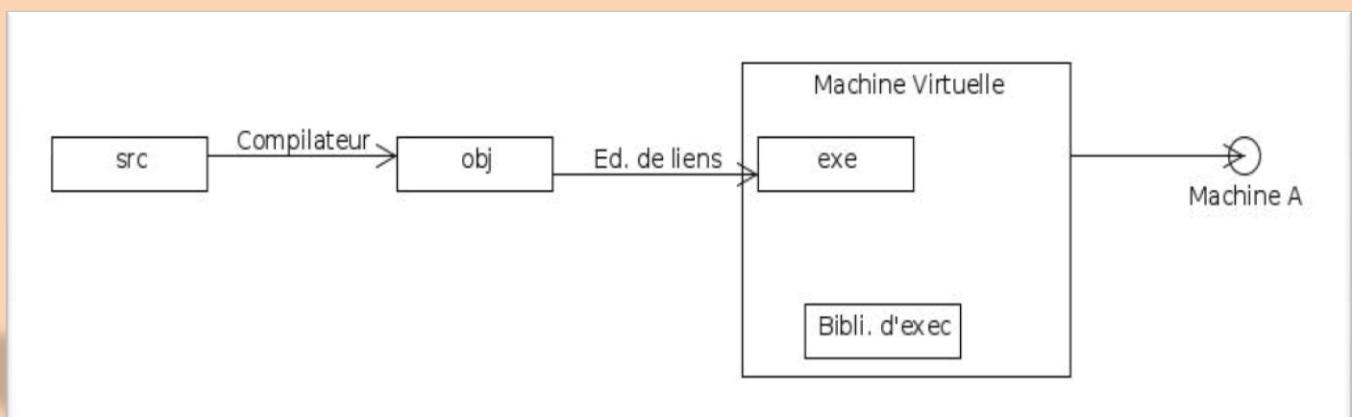 Machine Virtuelle
src
Compilateur
obj
Ed. de liens
exe
Machine A
Bibli. d'exec